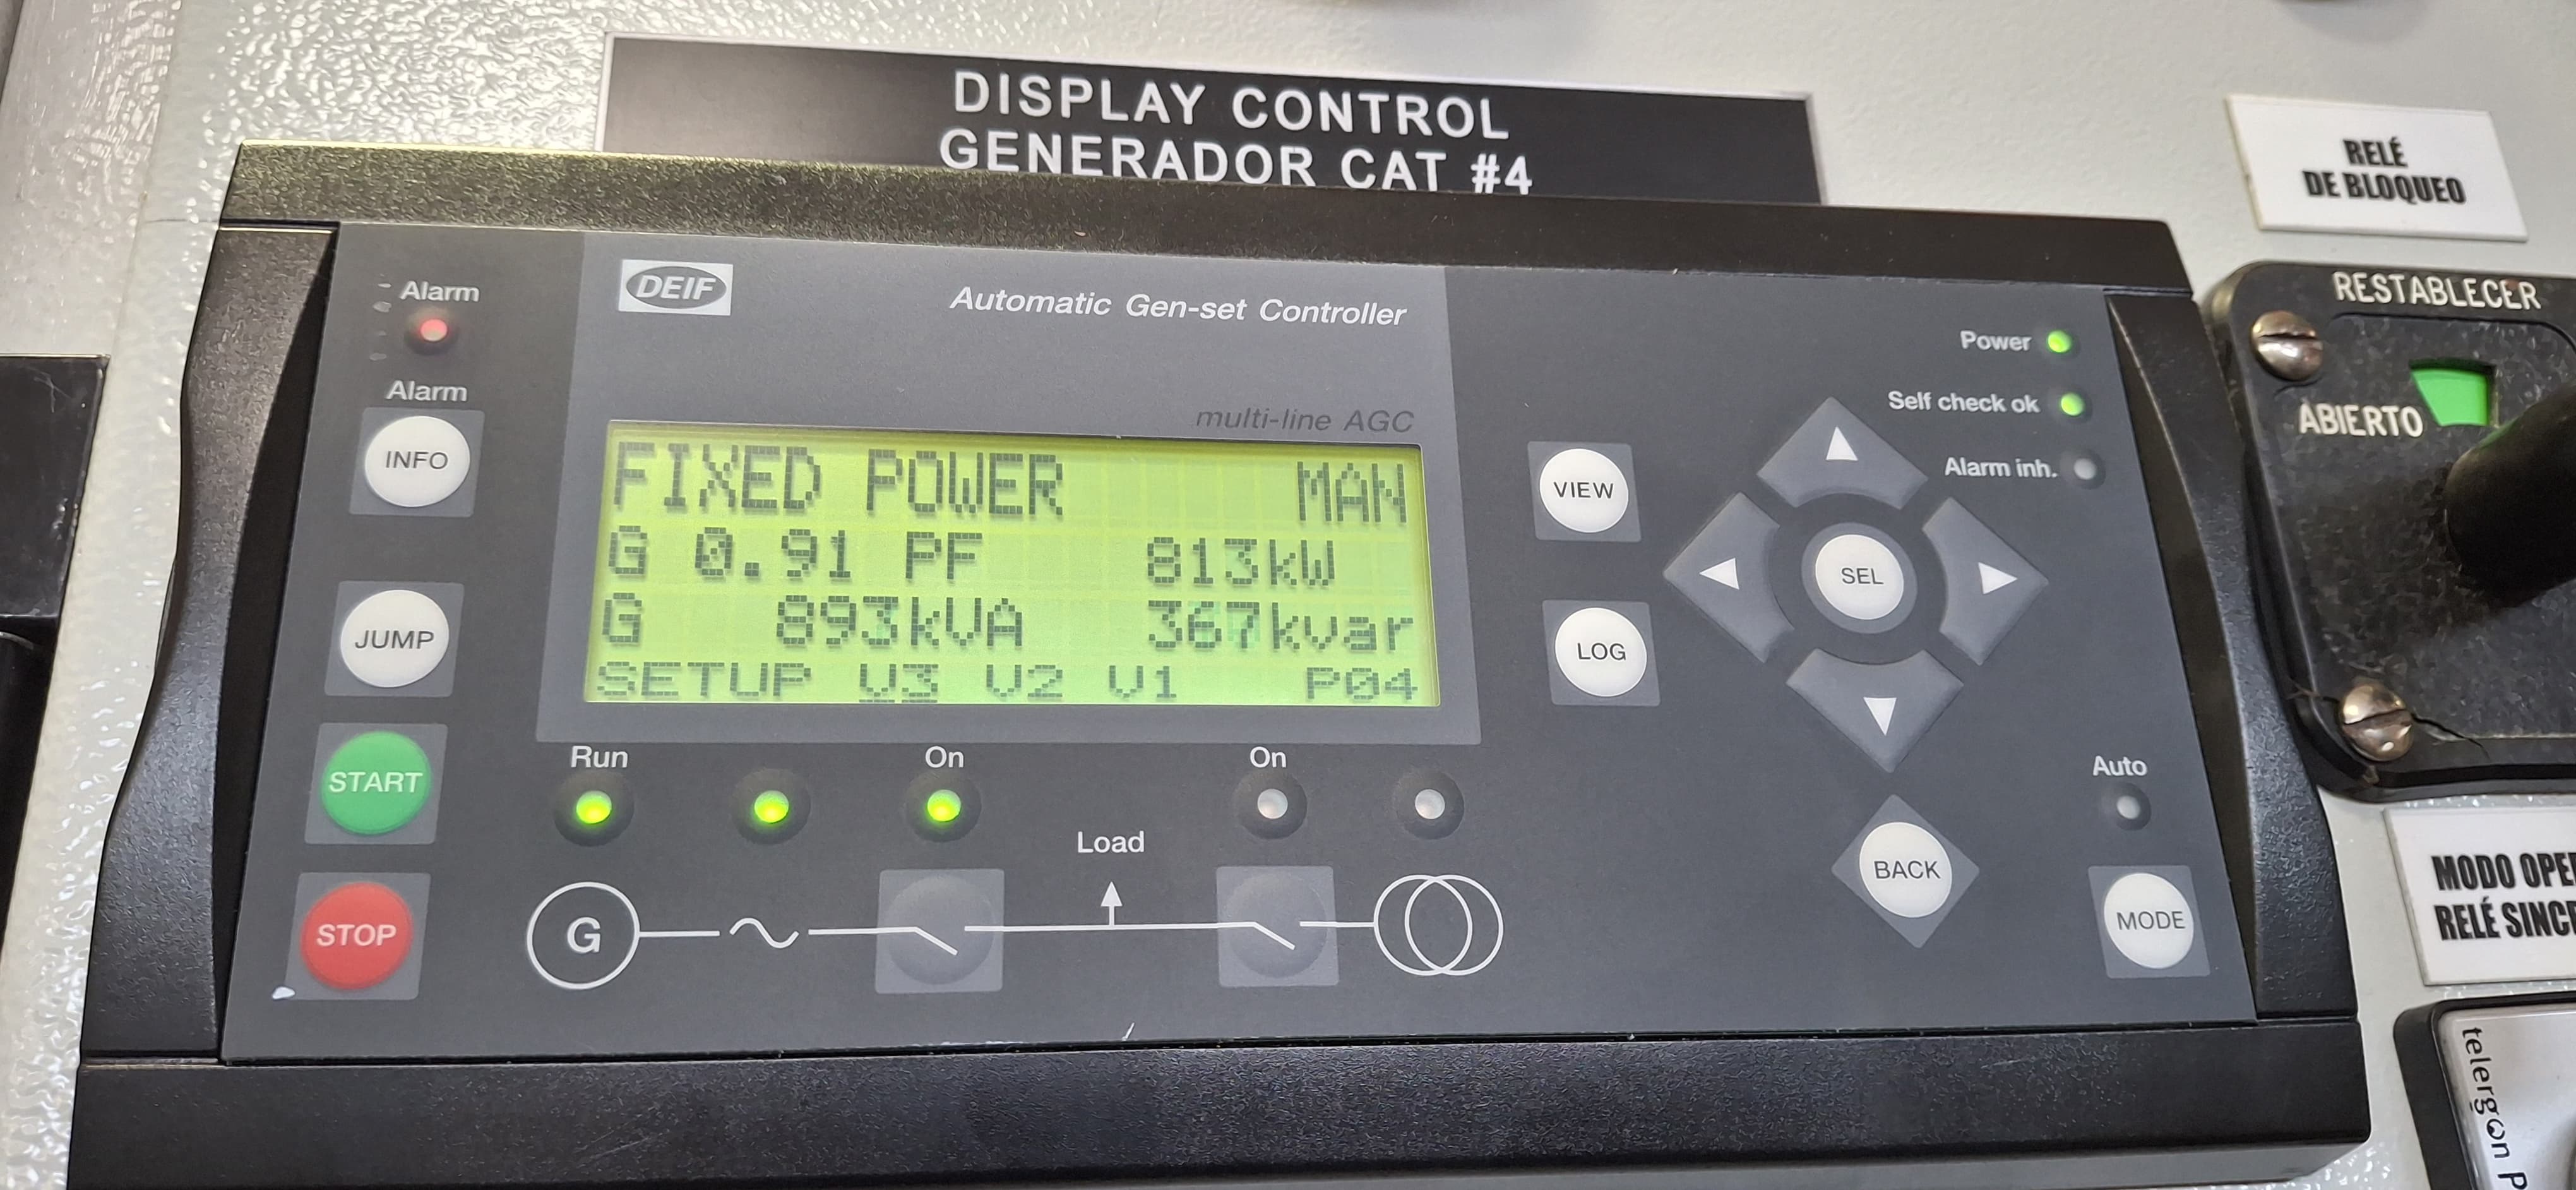 DISPLAY CONTROL
GENERADOR CAT #4
RELÉ
DE BLOQUEO
RESTABLECER
ABIERTO
DEIF
Automatic Gen-set Controller
multi-line AGC
Alarm
Alarm
INFO
JUMP
START
STOP
FIXED POWER MAN
G 0.91 PF 813kW
G 893kVA 367kvar
SETUP V3 V2 V1 P04
Run
On
On
Load
G
VIEW
LOG
Power
Self check ok
Alarm inh.
SEL
BACK
Auto
MODE
MODO OPE
RELÉ SINC
telergon P